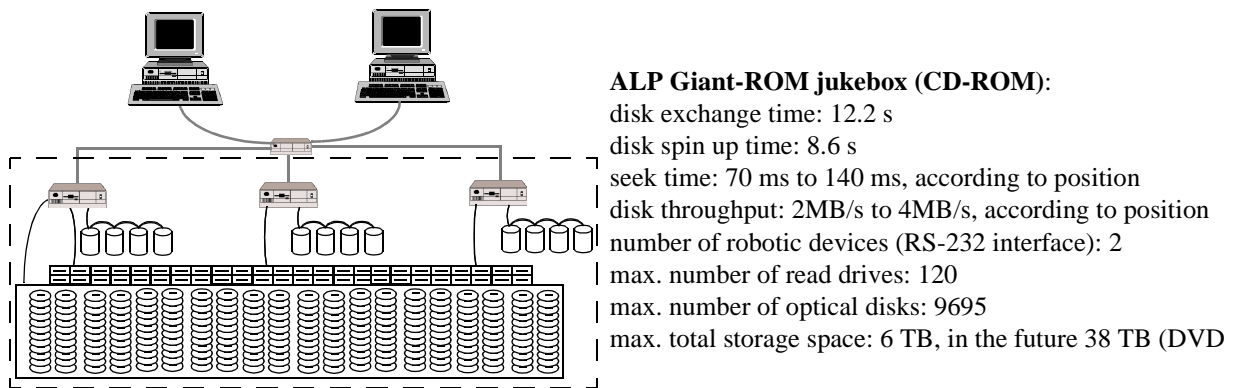 ALP Giant-ROM jukebox (CD-ROM):
disk exchange time: 12.2 s
disk spin up time: 8.6 s
seek time: 70 ms to 140 ms, according to position
disk throughput: 2MB/s to 4MB/s, according to position
number of robotic devices (RS-232 interface): 2
max. number of read drives: 120
max. number of optical disks: 9695
max. total storage space: 6 TB, in the future 38 TB (DVD